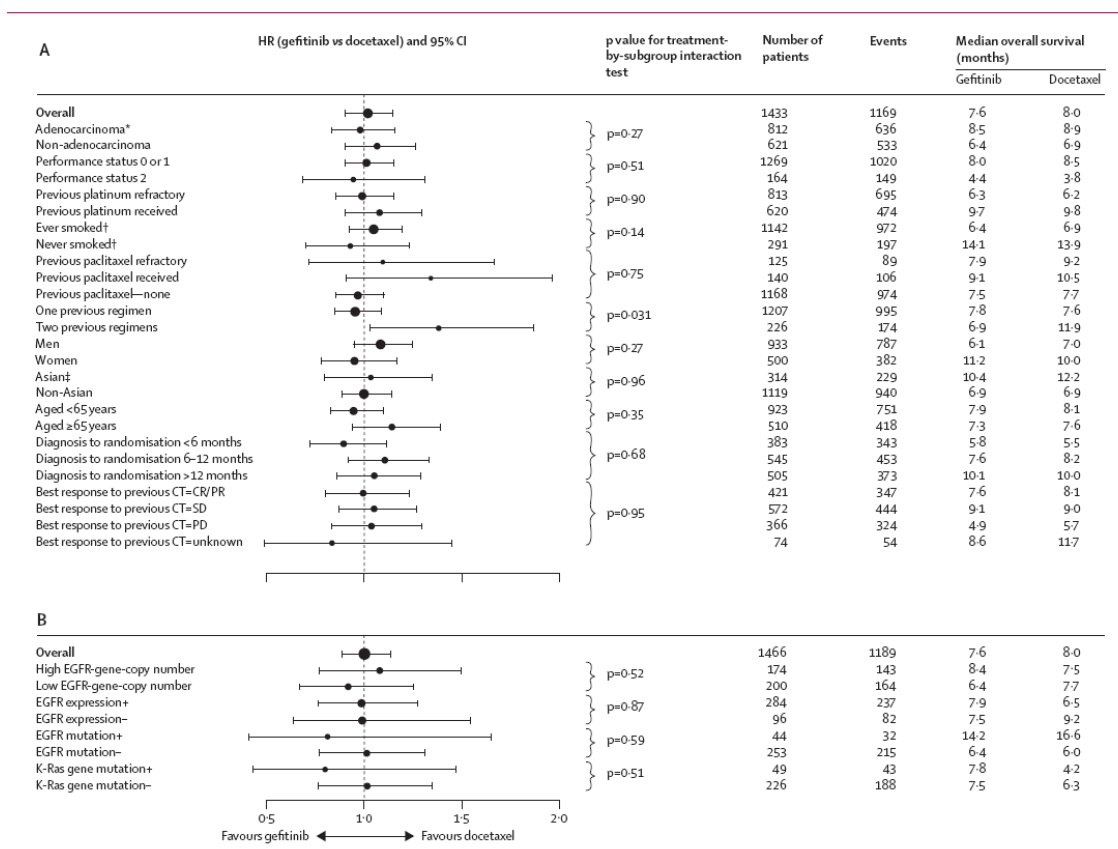 A HR (gefitinib vs docetaxel) and 95% CI p value for treatment- Number of Events Median overall survival
by-subgroup interaction patients (months)
test Gefitinib Docetaxel
Overall 1433 1169 7·6 8·0
Adenocarcinoma* 812 636 8·5 8·9
p=0·27
Non-adenocarcinoma 621 533 6·4 6·9
Performance status 0 or 1 1269 1020 8·0 8·5
p=0·51
Performance status 2 164 149 4·4 3·8
Previous platinum refractory 813 695 6·3 6·2
p=0·90
Previous platinum received 620 474 9·7 9·8
Ever smoked† 1142 972 6·4 6·9
p=0·14
Never smoked† 291 197 14·1 13·9
Previous paclitaxel refractory 125 89 7·9 9·2
Previous paclitaxel received p=0·75 140 106 9·1 10·5
Previous paclitaxel—none 1168 974 7·5 7·7
One previous regimen 1207 995 7·8 7·6
p=0·031
Two previous regimens 226 174 6·9 11·9
Men 933 787 6·1 7·0
p=0·27
Women 500 382 11·2 10·0
Asian‡ 314 229 10·4 12·2
p=0·96
Non-Asian 1119 940 6·9 6·9
Aged <65 years 923 751 7·9 8·1
p=0·35
Aged ≥65 years 510 418 7·3 7·6
Diagnosis to randomisation <6 months 383 343 5·8 5·5
Diagnosis to randomisation 6–12 months p=0·68 545 453 7·6 8·2
Diagnosis to randomisation >12 months 505 373 10·1 10·0
Best response to previous CT=CR/PR 421 347 7·6 8·1
Best response to previous CT=SD 572 444 9·1 9·0
p=0·95
Best response to previous CT=PD 366 324 4·9 5·7
Best response to previous CT=unknown 74 54 8·6 11·7
B
Overall 1466 1189 7·6 8·0
High EGFR-gene-copy number 174 143 8·4 7·5
p=0·52
Low EGFR-gene-copy number 200 164 6·4 7·7
EGFR expression+ 284 237 7·9 6·5
p=0·87
EGFR expression– 96 82 7·5 9·2
EGFR mutation+ 44 32 14·2 16·6
p=0·59
EGFR mutation– 253 215 6·4 6·0
K-Ras gene mutation+ 49 43 7·8 4·2
p=0·51
K-Ras gene mutation– 226 188 7·5 6·3
0·5 1·0 1·5 2·0
Favours gefitinib Favours docetaxel